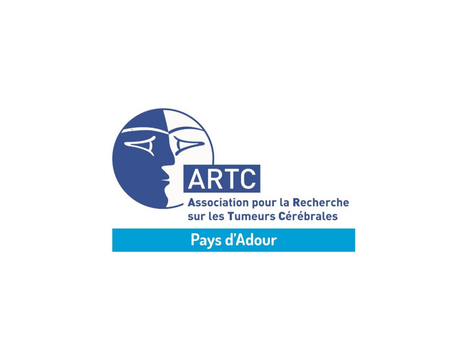 ARTC
Association pour la Recherche
sur les Tumeurs Cérébrales
Pays d'Adour